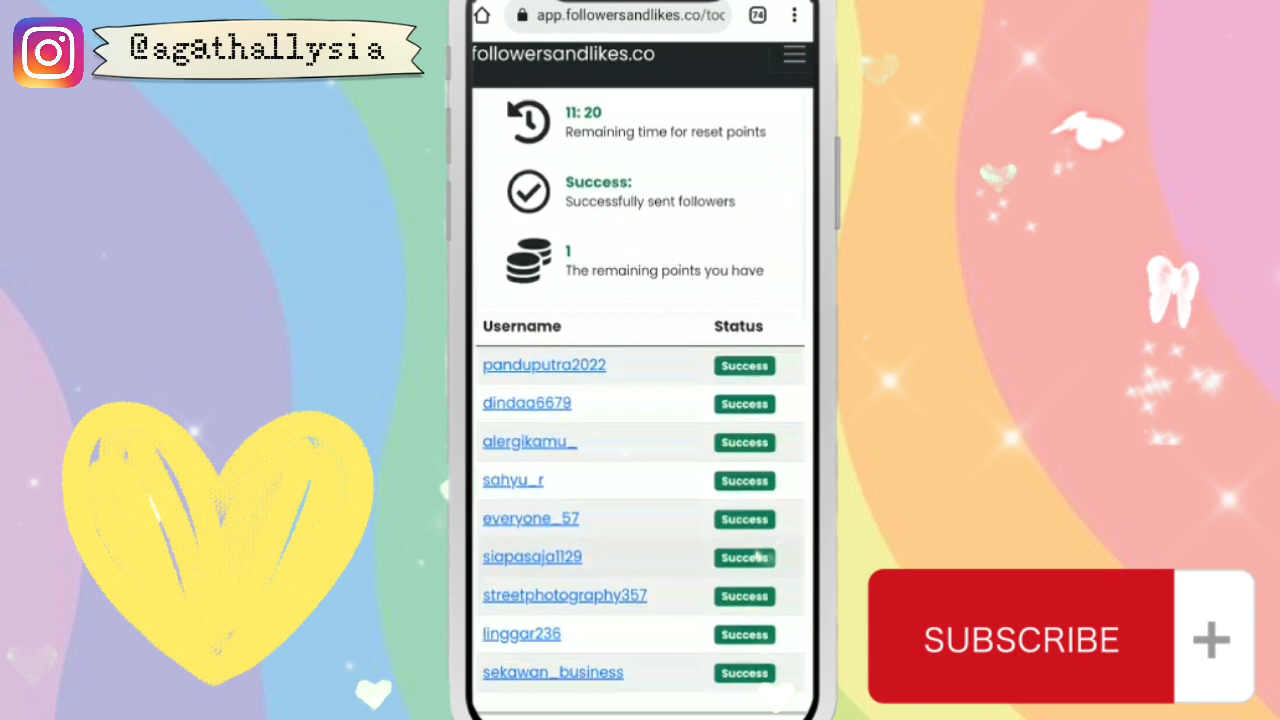 @agathallysia
app.followersandlikes.co/toc
74
followersandlikes.co
11: 20
Remaining time for reset points
Success:
Successfully sent followers
1
The remaining points you have
Username Status
panduputra2022 Success
dindaa6679 Success
alergikamu_ Success
sahyu_r Success
everyone_57 Success
siapasaja1129 Success
streetphotography357 Success
linggar236 Success
sekawan_business Success
SUBSCRIBE